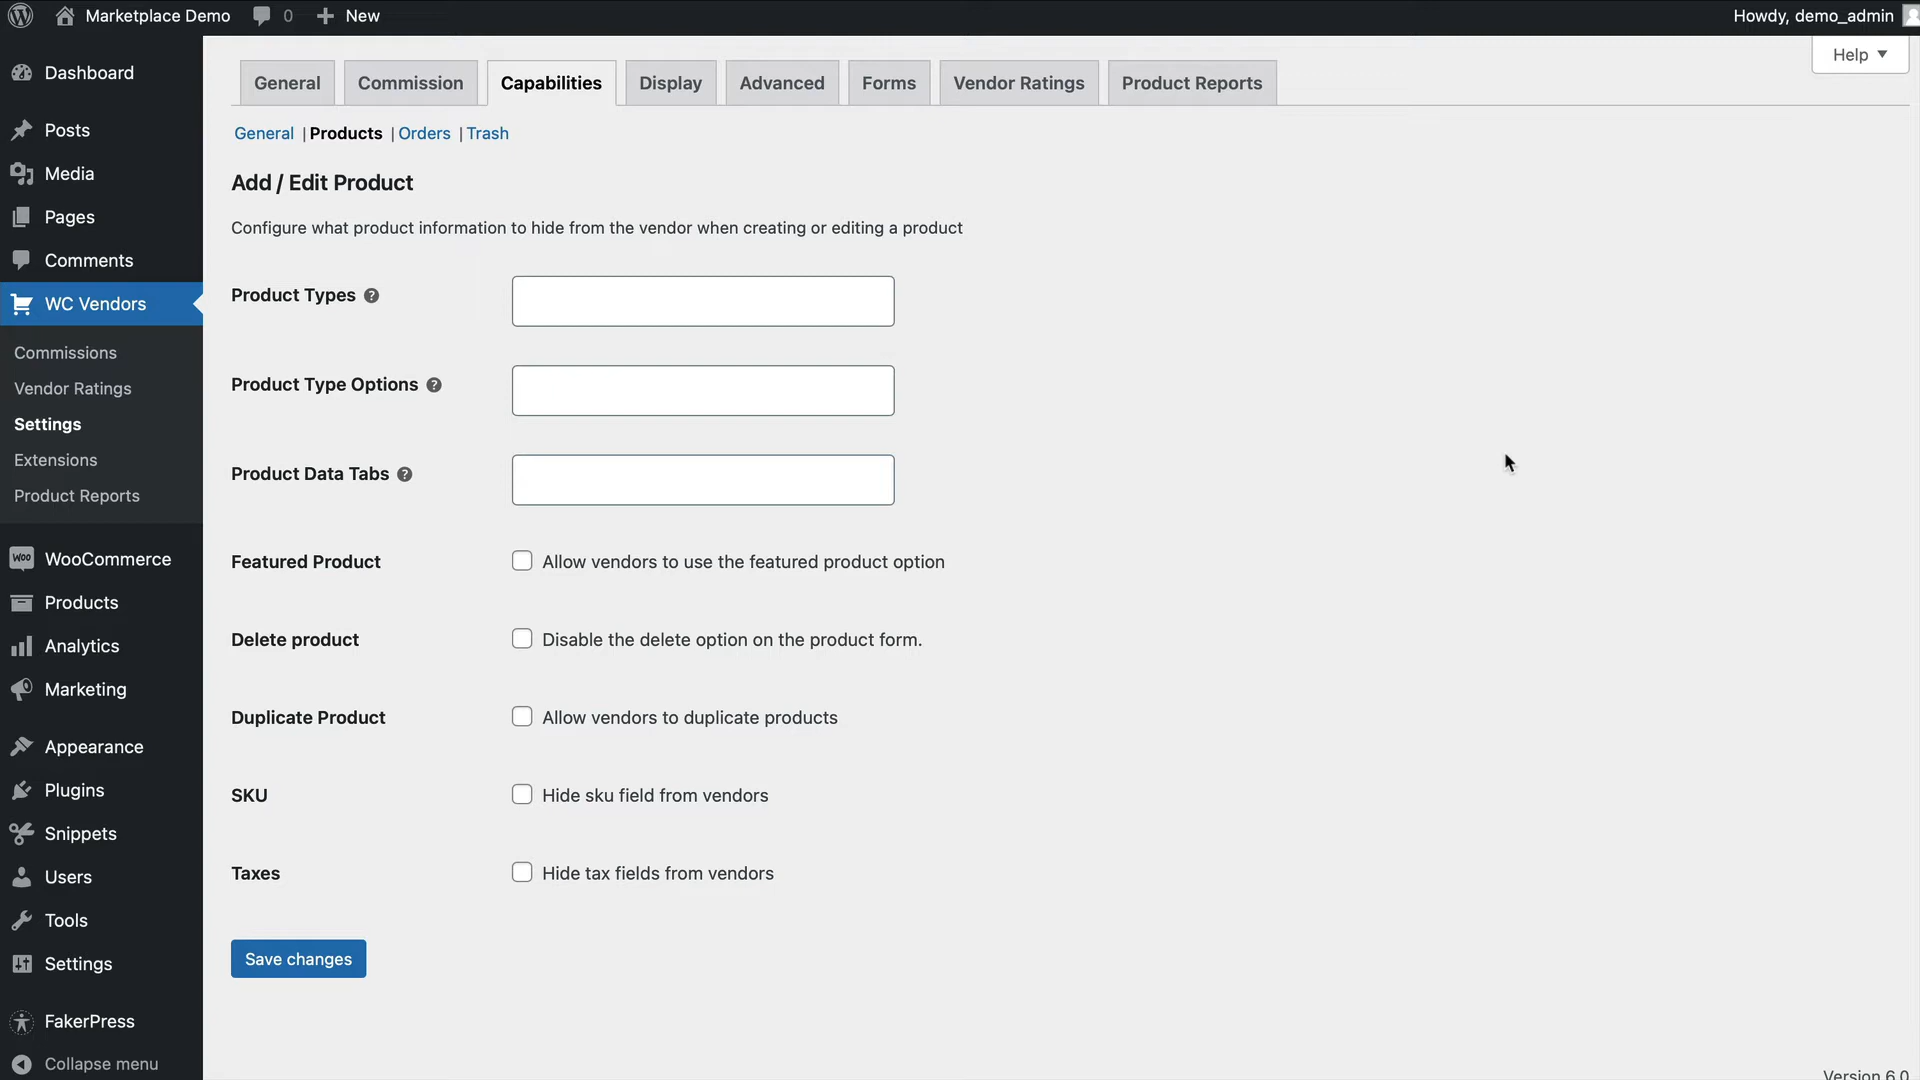 Marketplace Demo 0 New Howdy, demo_admin
Help
Dashboard
Posts
Media
Pages
Comments
WC Vendors
Commissions
Vendor Ratings
Settings
Extensions
Product Reports
WooCommerce
Products
Analytics
Marketing
Appearance
Plugins
Snippets
Users
Tools
Settings
FakerPress
Collapse menu
General Commission Capabilities Display Advanced Forms Vendor Ratings Product Reports
General | Products | Orders | Trash
Add / Edit Product
Configure what product information to hide from the vendor when creating or editing a product
Product Types ?
Product Type Options ?
Product Data Tabs ?
Featured Product Allow vendors to use the featured product option
Delete product Disable the delete option on the product form.
Duplicate Product Allow vendors to duplicate products
SKU Hide sku field from vendors
Taxes Hide tax fields from vendors
Save changes
Version 6.0